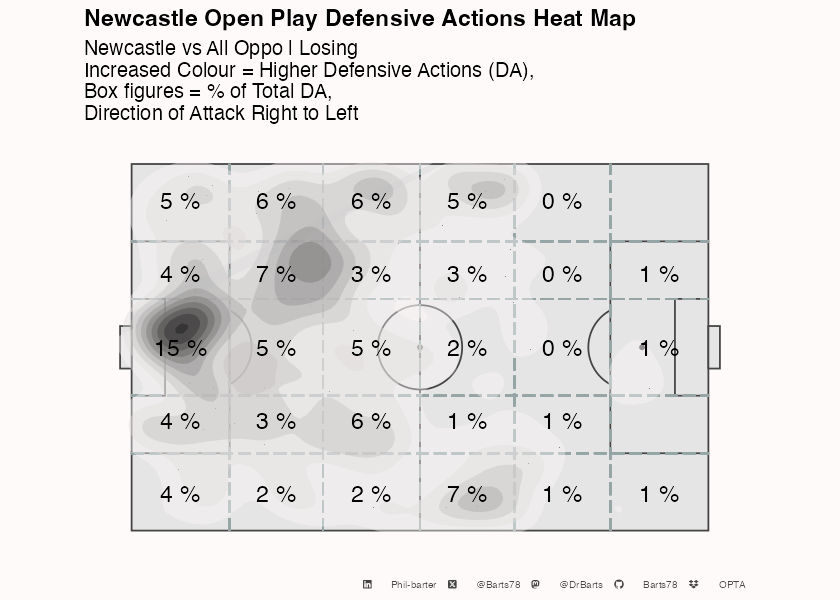 Newcastle Open Play Defensive Actions Heat Map
Newcastle vs All Oppo | Losing
Increased Colour = Higher Defensive Actions (DA),
Box figures = % of Total DA,
Direction of Attack Right to Left
5 % 6 % 6 % 5 % 0 %
4 % 7 % 3 % 3 % 0 % 1 %
15 % 5 % 5 % 2 % 0 % 1 %
4 % 3 % 6 % 1 % 1 %
4 % 2 % 2 % 7 % 1 % 1 %
Phil-barter @Barts78 @DrBarts Barts78 OPTA